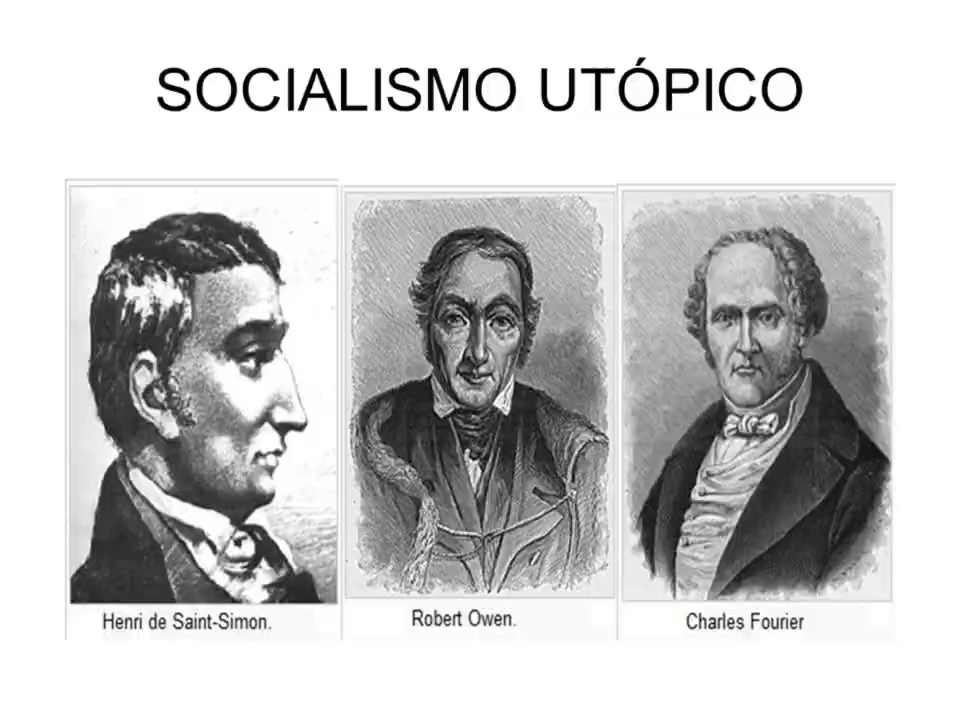 SOCIALISMO UTÓPICO
Henri de Saint-Simon.
Robert Owen.
Charles Fourier